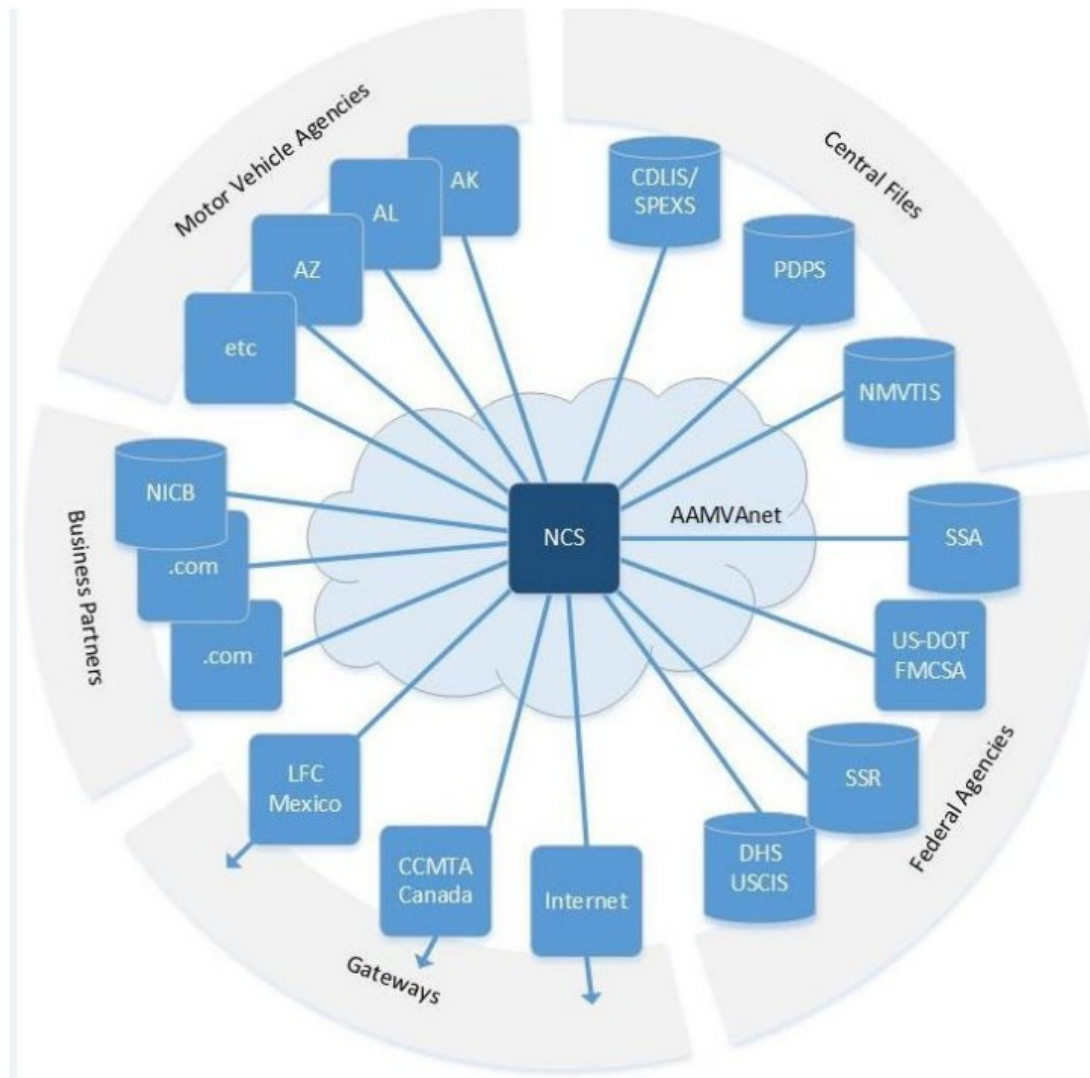 Motor Vehicle Agencies
AK
AL
AZ
etc
Central Files
CDLIS/
SPEXS
PDPS
NMVTIS
Business Partners
NICB
.com
.com
NCS
AAMVAnet
SSA
US-DOT
FMCSA
SSR
DHS
USCIS
Federal Agencies
LFC
Mexico
CCMTA
Canada
Internet
Gateways